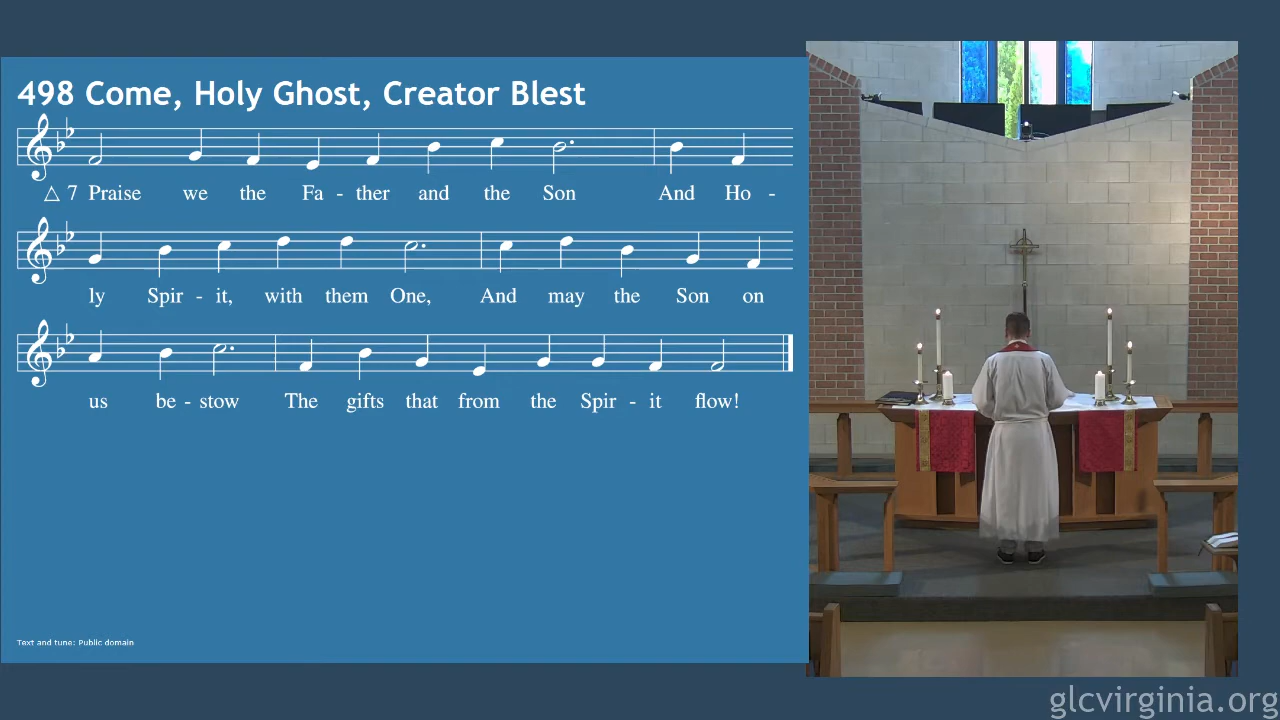 498 Come, Holy Ghost, Creator Blest
△ 7 Praise we the Fa - ther and the Son And Ho -
ly Spir - it, with them One, And may the Son on
us be - stow The gifts that from the Spir - it flow!
Text and tune: Public domain
glcvirginia.org